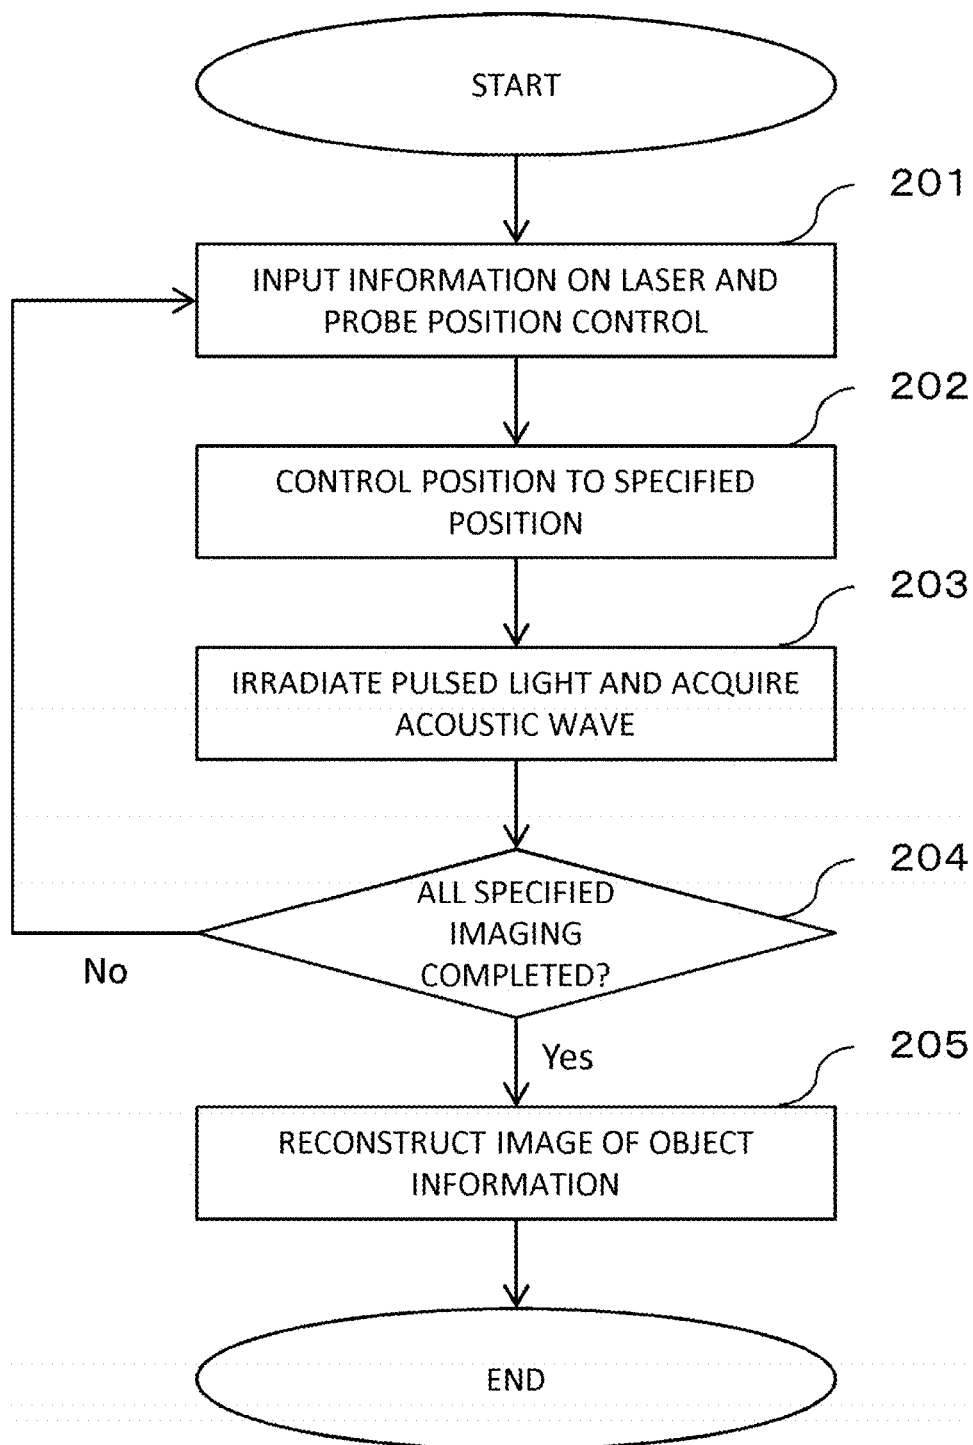 START
201
INPUT INFORMATION ON LASER AND
PROBE POSITION CONTROL
202
CONTROL POSITION TO SPECIFIED
POSITION
203
IRRADIATE PULSED LIGHT AND ACQUIRE
ACOUSTIC WAVE
204
ALL SPECIFIED
IMAGING
COMPLETED?
No
Yes
205
RECONSTRUCT IMAGE OF OBJECT
INFORMATION
END